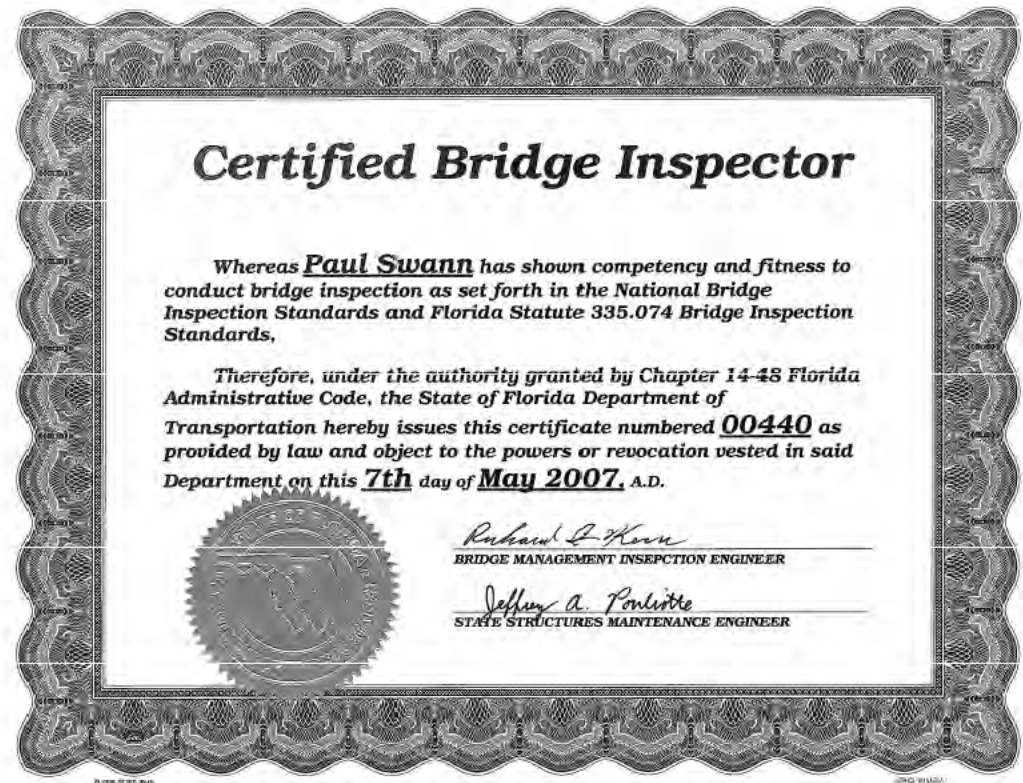 Certified Bridge Inspector
Whereas Paul Swann has shown competency and fitness to
conduct bridge inspection as set forth in the National Bridge
Inspection Standards and Florida Statute 335.074 Bridge Inspection
Standards,
Therefore, under the authority granted by Chapter 14-48 Florida
Administrative Code, the State of Florida Department of
Transportation hereby issues this certificate numbered 00440 as
provided by law and object to the powers or revocation vested in said
Department on this 7th day of May 2007, A.D.
Richard I Kern
BRIDGE MANAGEMENT INSEPCTION ENGINEER
Jeffrey A. Pouliotte
STATE STRUCTURES MAINTENANCE ENGINEER